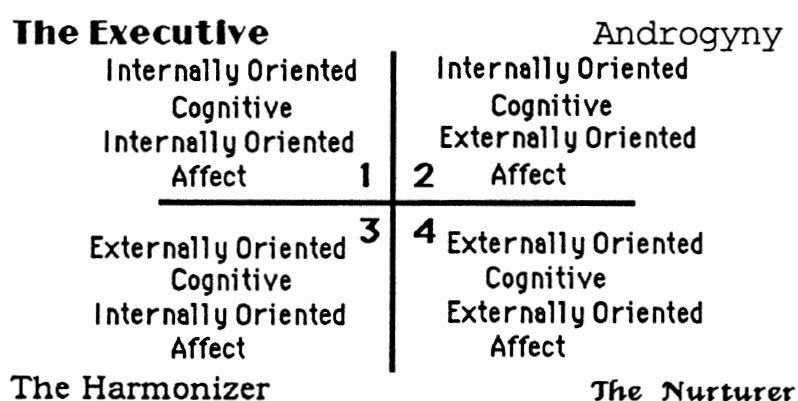 The Executive Androgyny
Internally Oriented Internally Oriented
Cognitive Cognitive
Internally Oriented Externally Oriented
Affect 1 2 Affect
Externally Oriented 3 4 Externally Oriented
Cognitive Cognitive
Internally Oriented Externally Oriented
Affect Affect
The Harmonizer The Nurturer